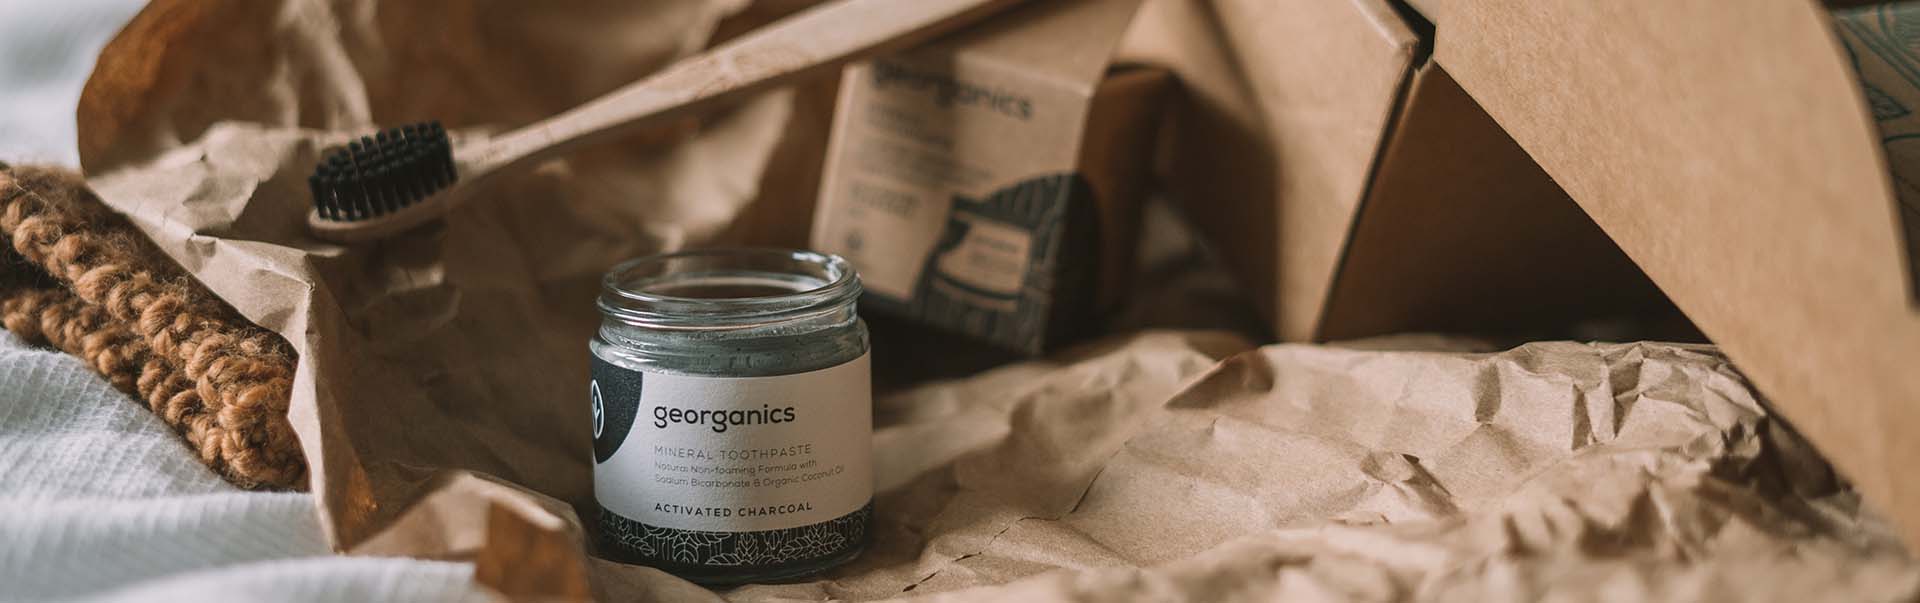 georganics
georganics
MINERAL TOOTHPASTE
Natural Non-foaming Formula with
Sodium Bicarbonate & Organic Coconut Oil
ACTIVATED CHARCOAL